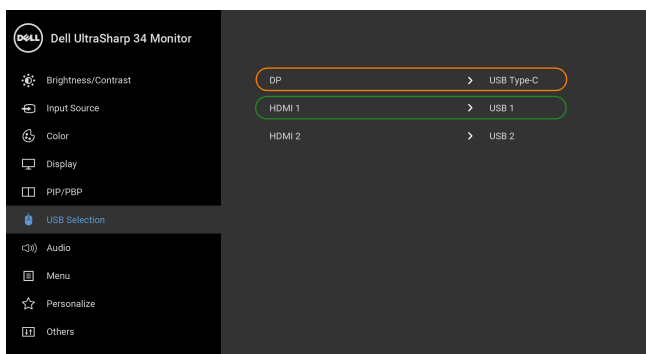 DELL Dell UltraSharp 34 Monitor
Brightness/Contrast
DP > USB Type-C
Input Source
HDMI 1 > USB 1
Color
HDMI 2 > USB 2
Display
PIP/PBP
USB Selection
Audio
Menu
Personalize
Others